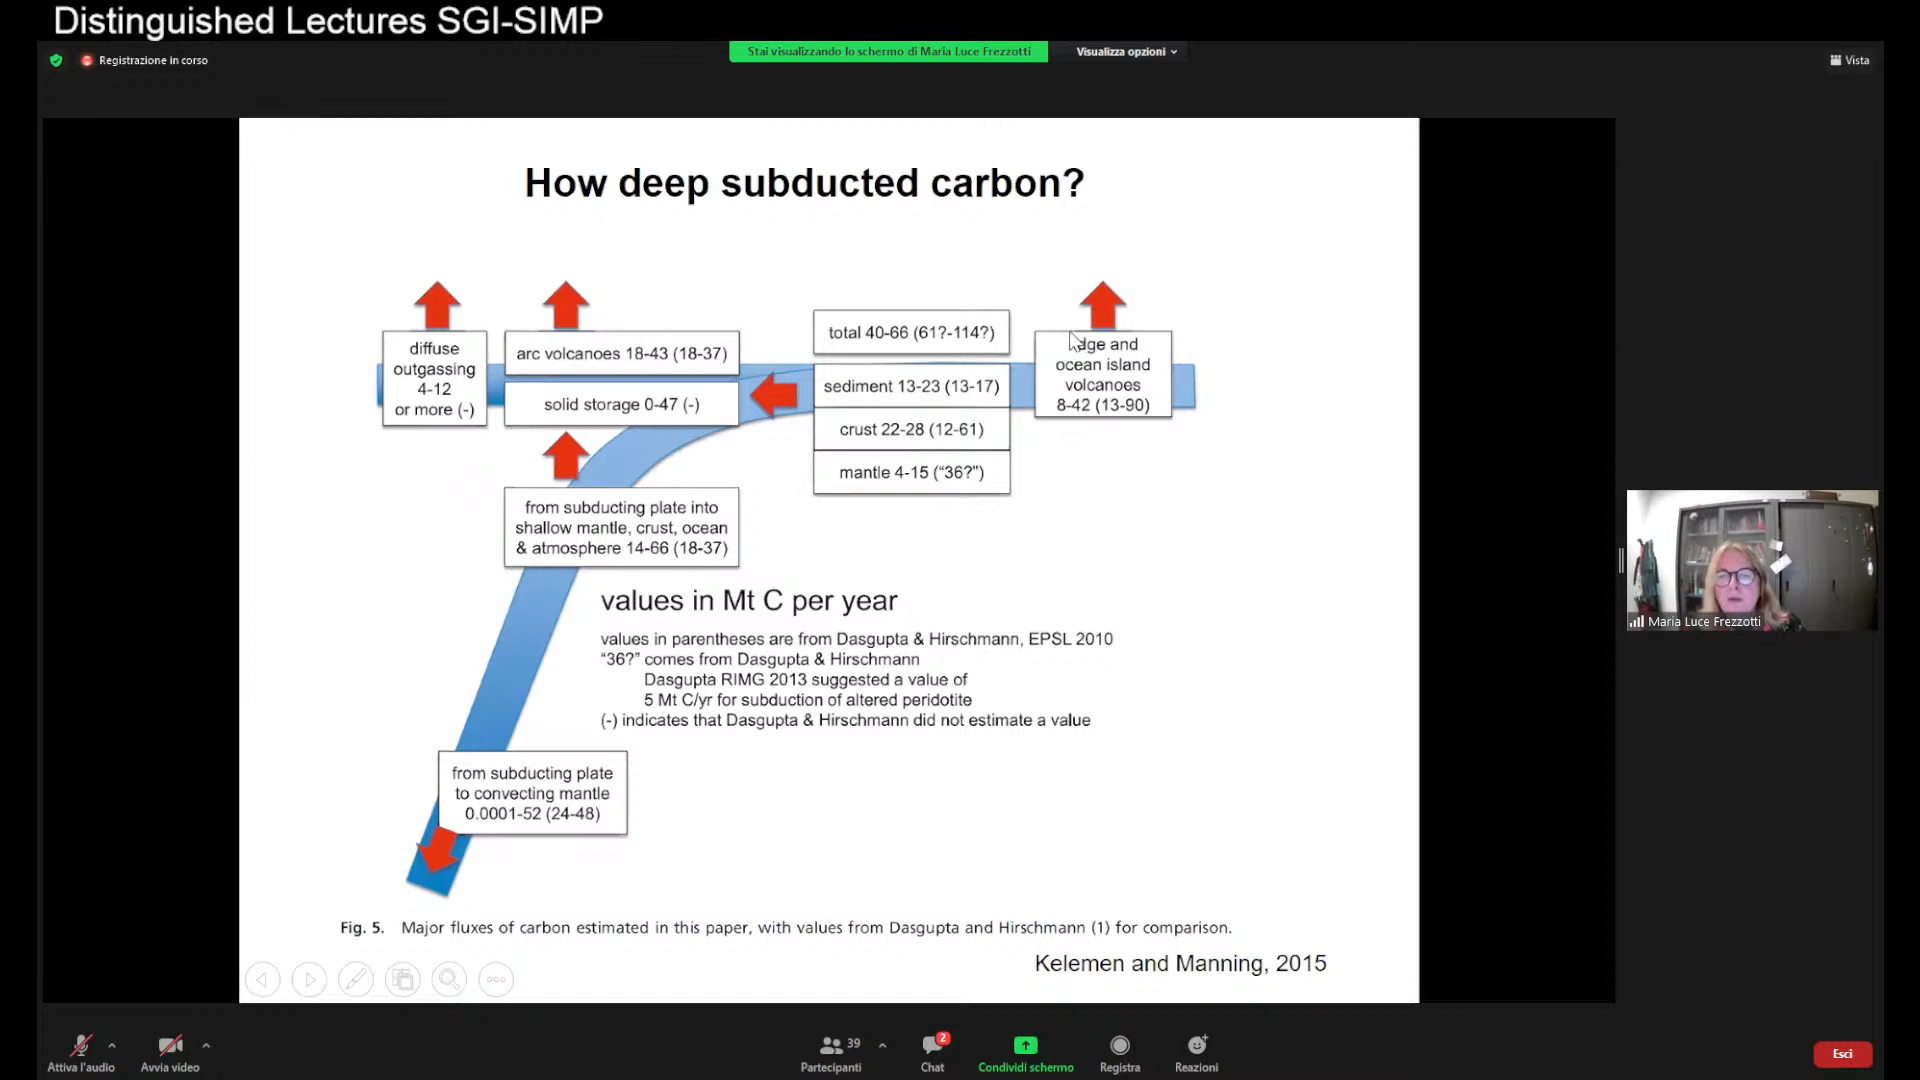 Distinguished Lectures SGI-SIMP
Registrazione in corso
Stai visualizzando lo schermo di Maria Luce Frezzotti
Visualizza opzioni
Vista
How deep subducted carbon?
diffuse
outgassing
4-12
or more (-)
arc volcanoes 18-43 (18-37)
solid storage 0-47 (-)
total 40-66 (61?-114?)
sediment 13-23 (13-17)
crust 22-28 (12-61)
mantle 4-15 (“36?”)
and
ocean island
volcanoes
8-42 (13-90)
from subducting plate into
shallow mantle, crust, ocean
& atmosphere 14-66 (18-37)
values in Mt C per year
values in parentheses are from Dasgupta & Hirschmann, EPSL 2010
“36?” comes from Dasgupta & Hirschmann
Dasgupta RIMG 2013 suggested a value of
5 Mt C/yr for subduction of altered peridotite
(-) indicates that Dasgupta & Hirschmann did not estimate a value
from subducting plate
to convecting mantle
0.0001-52 (24-48)
Fig. 5. Major fluxes of carbon estimated in this paper, with values from Dasgupta and Hirschmann (1) for comparison.
Kelemen and Manning, 2015
Maria Luce Frezzotti
Attiva l'audio
Avvia video
39
Partecipanti
2
Chat
Condividi schermo
Registra
Reazioni
Esci